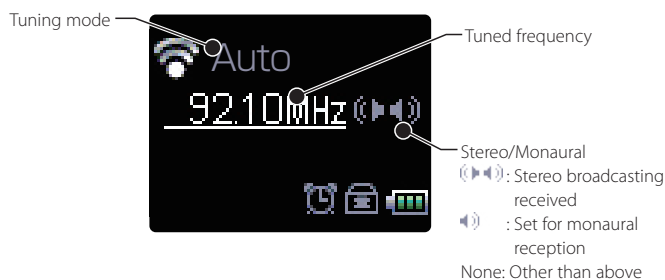 Tuning mode
Auto
Tuned frequency
92.10MHz
Stereo/Monaural
: Stereo broadcasting
received
: Set for monaural
reception
None: Other than above